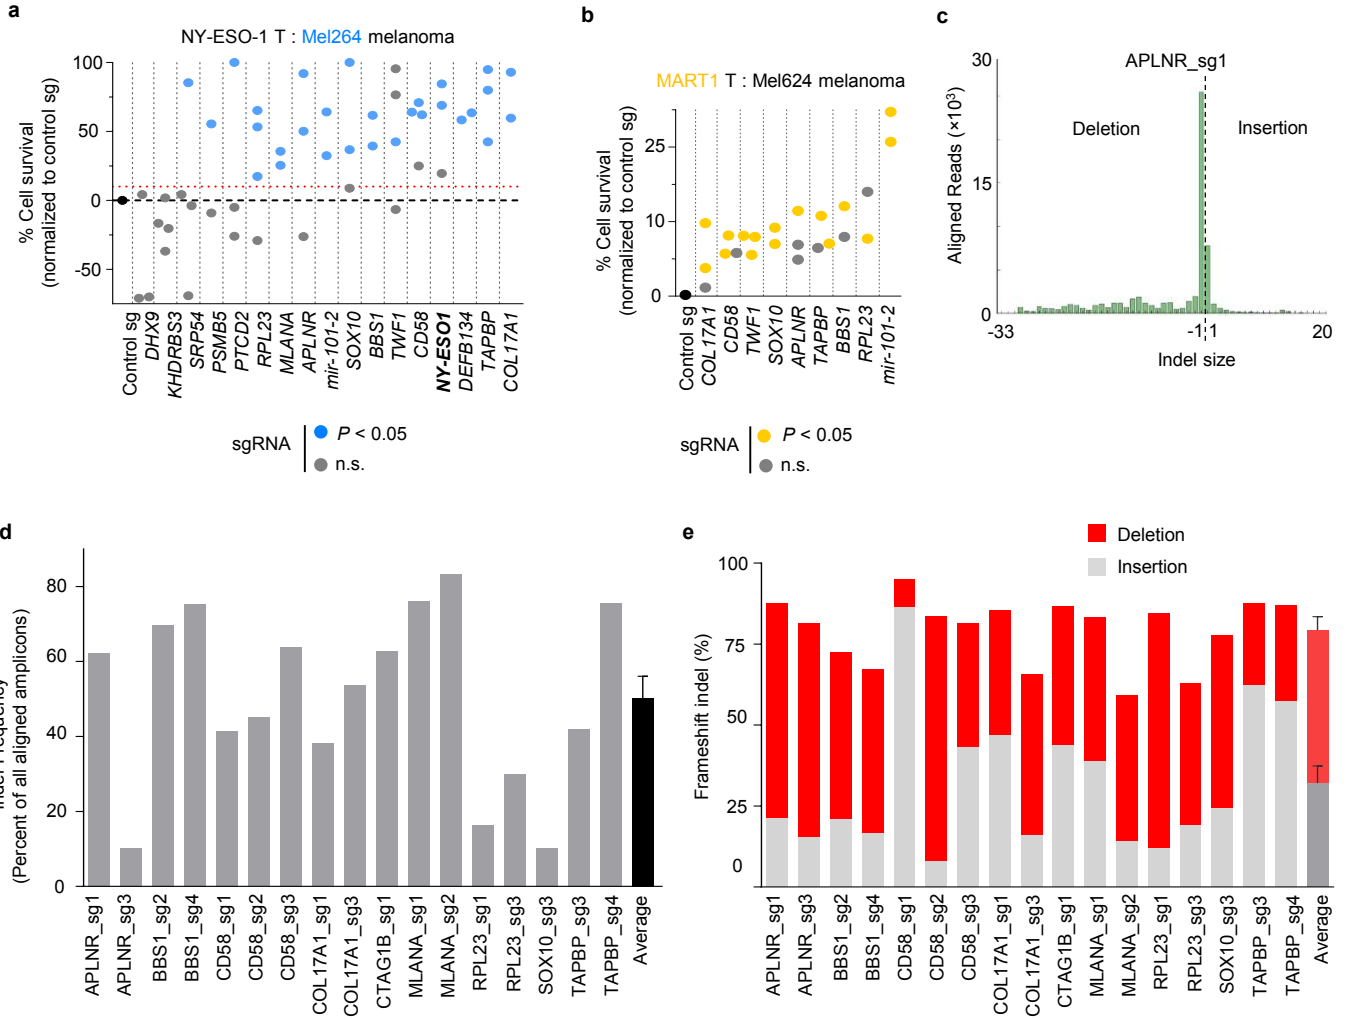 a
NY-ESO-1 T : Mel264 melanoma
% Cell survival
(normalized to control sg)
100
50
0
−50
Control sg
DHX9
KHDRBS3
SRP54
PSMB5
PTCD2
RPL23
MLANA
APLNR
mir-101-2
SOX10
BBS1
TWF1
CD58
NY-ESO1
DEFB134
TAPBP
COL17A1
sgRNA
P < 0.05
n.s.
b
MART1 T : Mel624 melanoma
% Cell survival
(normalized to control sg)
25
10
0
Control sg
COL17A1
CD58
TWF1
SOX10
APLNR
TAPBP
BBS1
RPL23
mir-101-2
sgRNA
P < 0.05
n.s.
c
APLNR_sg1
Aligned Reads (×10³)
30
15
0
Deletion
Insertion
-33
-1
1
20
Indel size
d
Indel Frequency
(Percent of all aligned amplicons)
80
60
40
20
0
APLNR_sg1
APLNR_sg3
BBS1_sg2
BBS1_sg4
CD58_sg1
CD58_sg2
CD58_sg3
COL17A1_sg1
COL17A1_sg3
CTAG1B_sg1
MLANA_sg1
MLANA_sg2
RPL23_sg1
RPL23_sg3
SOX10_sg3
TAPBP_sg3
TAPBP_sg4
Average
e
Deletion
Insertion
Frameshift indel (%)
100
75
50
25
0
APLNR_sg1
APLNR_sg3
BBS1_sg2
BBS1_sg4
CD58_sg1
CD58_sg2
CD58_sg3
COL17A1_sg1
COL17A1_sg3
CTAG1B_sg1
MLANA_sg1
MLANA_sg2
RPL23_sg1
RPL23_sg3
SOX10_sg3
TAPBP_sg3
TAPBP_sg4
Average